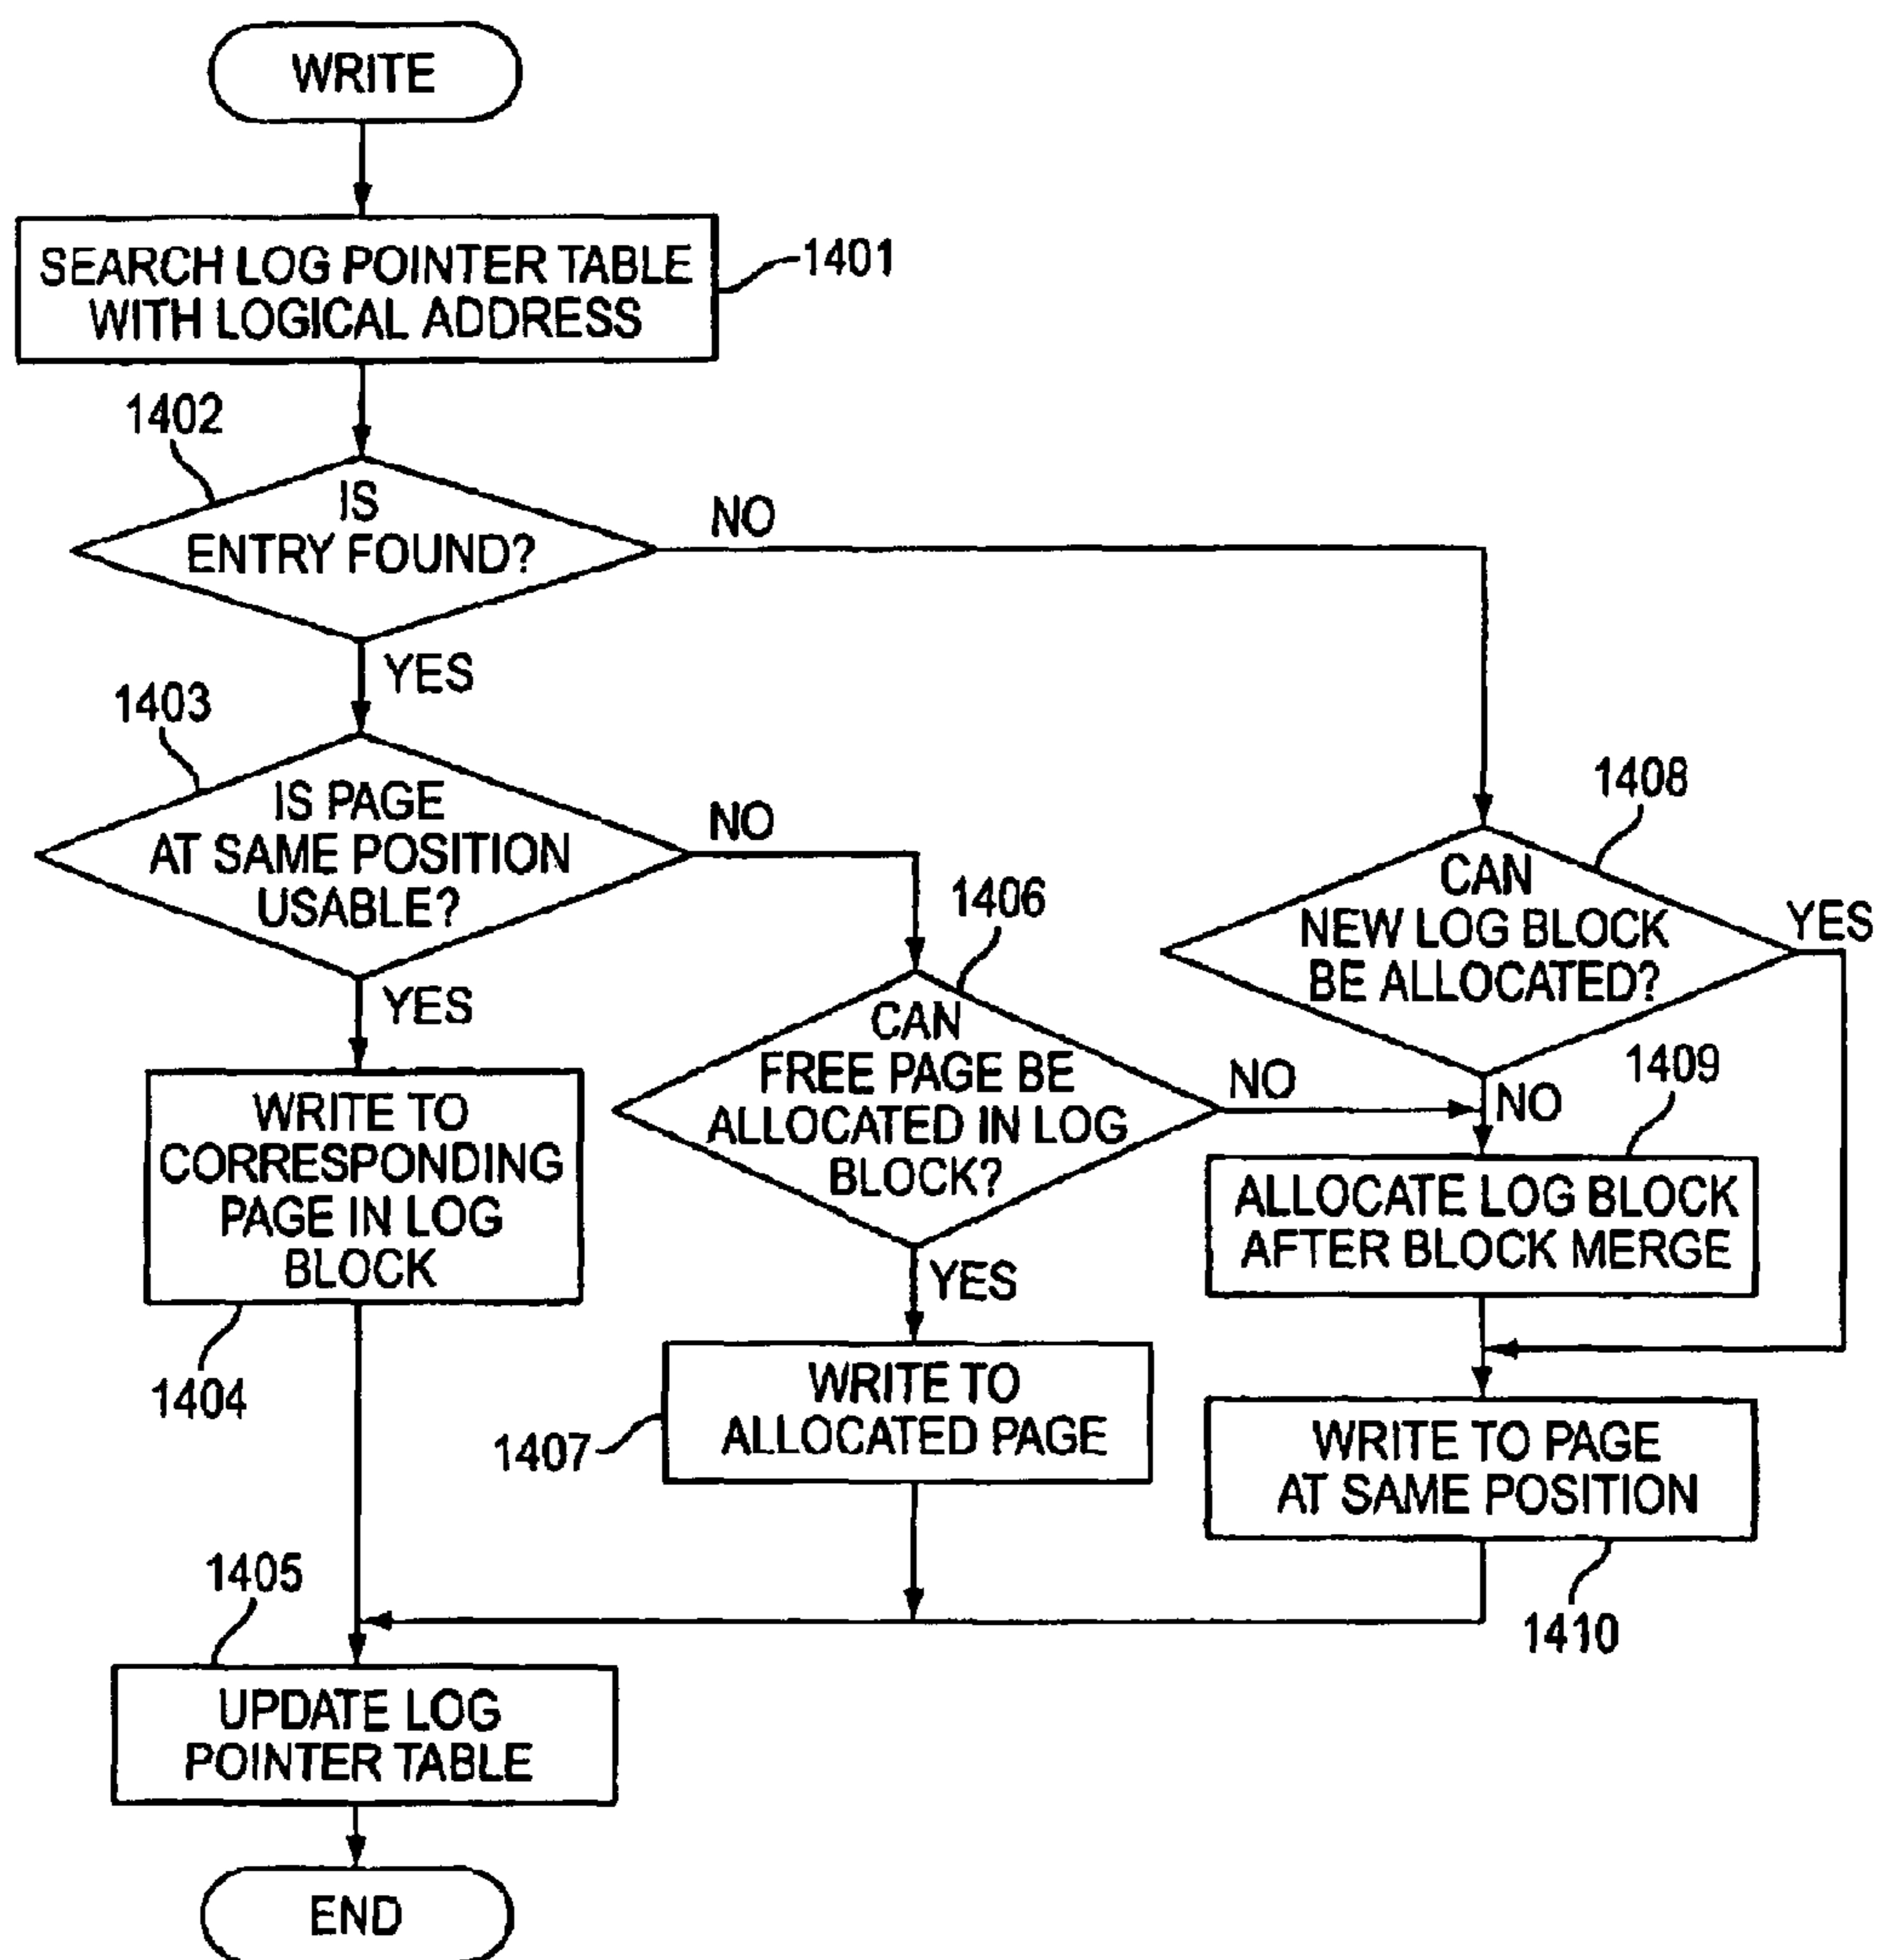 WRITE
SEARCH LOG POINTER TABLE
WITH LOGICAL ADDRESS
1401
1402
IS
ENTRY FOUND?
NO
YES
1403
IS PAGE
AT SAME POSITION
USABLE?
NO
YES
1408
CAN
NEW LOG BLOCK
BE ALLOCATED?
YES
NO
1406
CAN
FREE PAGE BE
ALLOCATED IN LOG
BLOCK?
NO
YES
1409
ALLOCATE LOG BLOCK
AFTER BLOCK MERGE
WRITE TO
CORRESPONDING
PAGE IN LOG
BLOCK
1404
WRITE TO
ALLOCATED PAGE
1407
WRITE TO PAGE
AT SAME POSITION
1410
1405
UPDATE LOG
POINTER TABLE
END